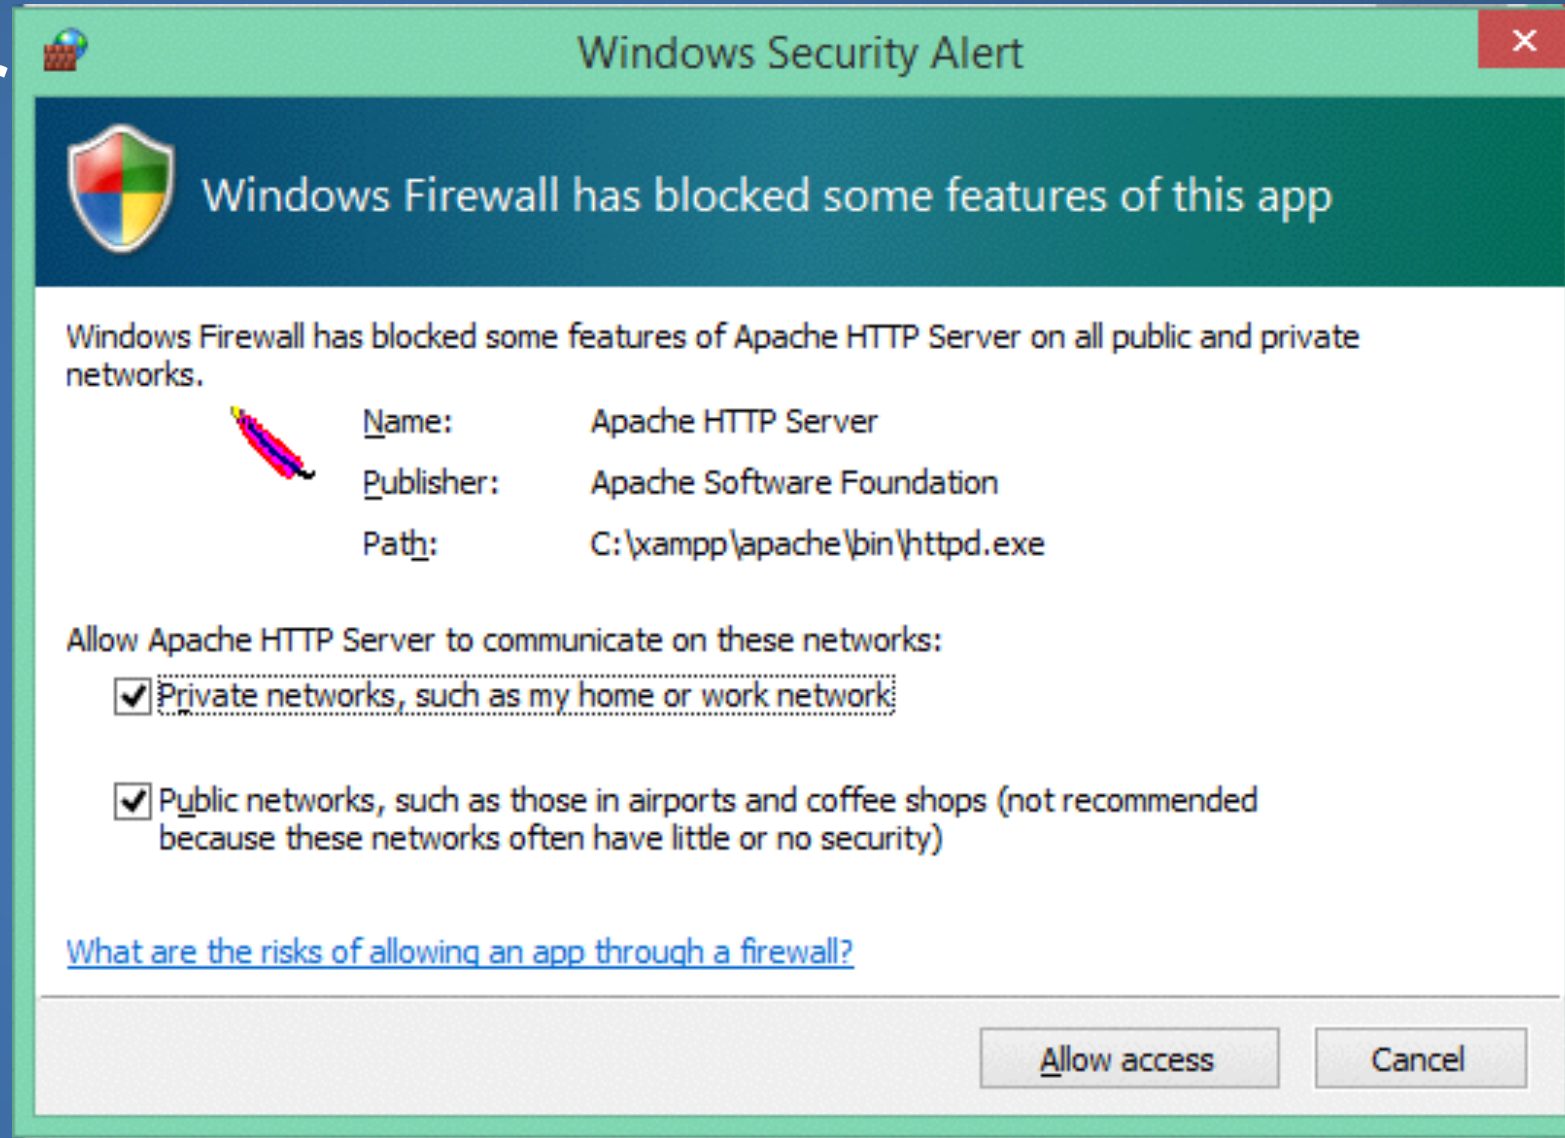 Windows Security Alert
Windows Firewall has blocked some features of this app
Windows Firewall has blocked some features of Apache HTTP Server on all public and private
networks.
Name: Apache HTTP Server
Publisher: Apache Software Foundation
Path: C:\xampp\apache\bin\httpd.exe
Allow Apache HTTP Server to communicate on these networks:
Private networks, such as my home or work network
Public networks, such as those in airports and coffee shops (not recommended
because these networks often have little or no security)
What are the risks of allowing an app through a firewall?
Allow access Cancel